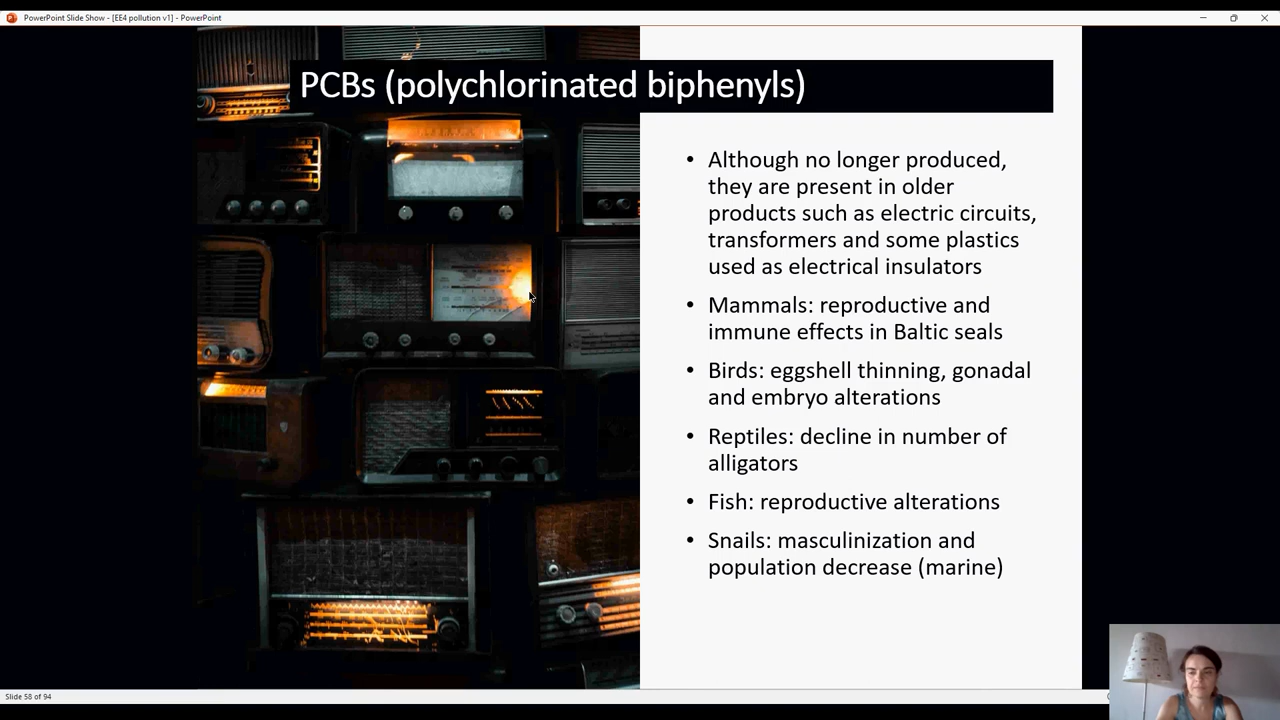 PowerPoint Slide Show - [EE4 pollution v1] - PowerPoint
PCBs (polychlorinated biphenyls)
• Although no longer produced,
they are present in older
products such as electric circuits,
transformers and some plastics
used as electrical insulators
• Mammals: reproductive and
immune effects in Baltic seals
• Birds: eggshell thinning, gonadal
and embryo alterations
• Reptiles: decline in number of
alligators
• Fish: reproductive alterations
• Snails: masculinization and
population decrease (marine)
Slide 58 of 94